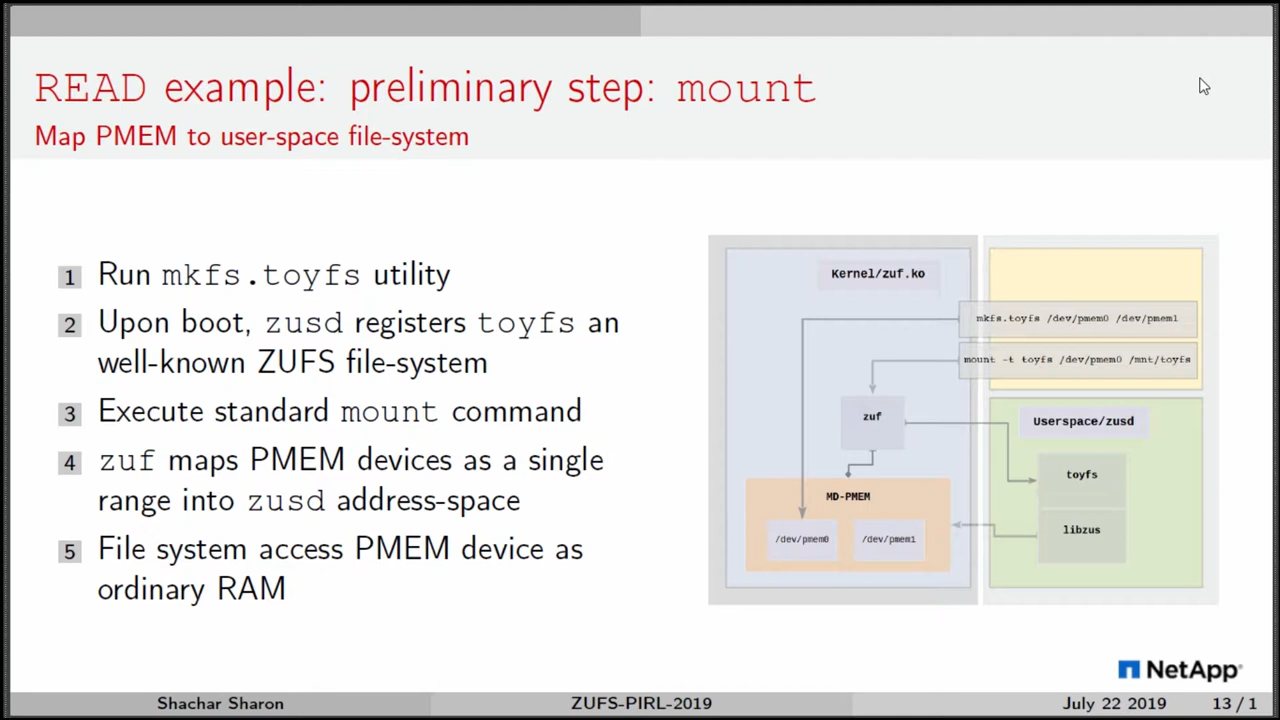 READ example: preliminary step: mount
Map PMEM to user-space file-system
1 Run mkfs.toyfs utility
2 Upon boot, zusd registers toyfs an
well-known ZUFS file-system
3 Execute standard mount command
4 zuf maps PMEM devices as a single
range into zusd address-space
5 File system access PMEM device as
ordinary RAM
Kernel/zuf.ko
mkfs.toyfs /dev/pmem0 /dev/pmem1
mount -t toyfs /dev/pmem0 /mnt/toyfs
zuf
Userspace/zusd
toyfs
MD-PMEM
libzus
/dev/pmem0
/dev/pmem1
NetApp
Shachar Sharon
ZUFS-PIRL-2019
July 22 2019
13 / 1